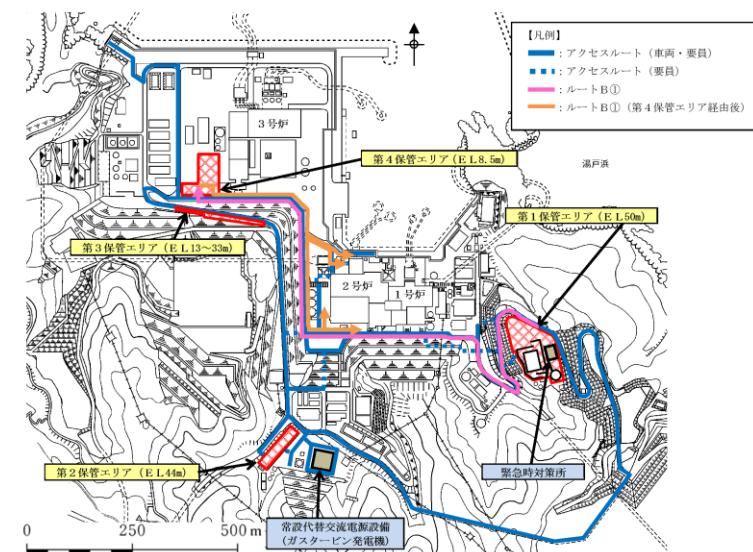 【凡例】
：アクセスルート（車両・要員）
：アクセスルート（要員）
：ルートＢ①
：ルートＢ①（第４保管エリア経由後）
３号炉
第４保管エリア（ＥＬ8.5m）
湯戸浜
第１保管エリア（ＥＬ50m）
第３保管エリア（ＥＬ13～33m）
２号炉
１号炉
第２保管エリア（ＥＬ44m）
緊急時対策所
常設代替交流電源設備
（ガスタービン発電機）
0 250 500 m